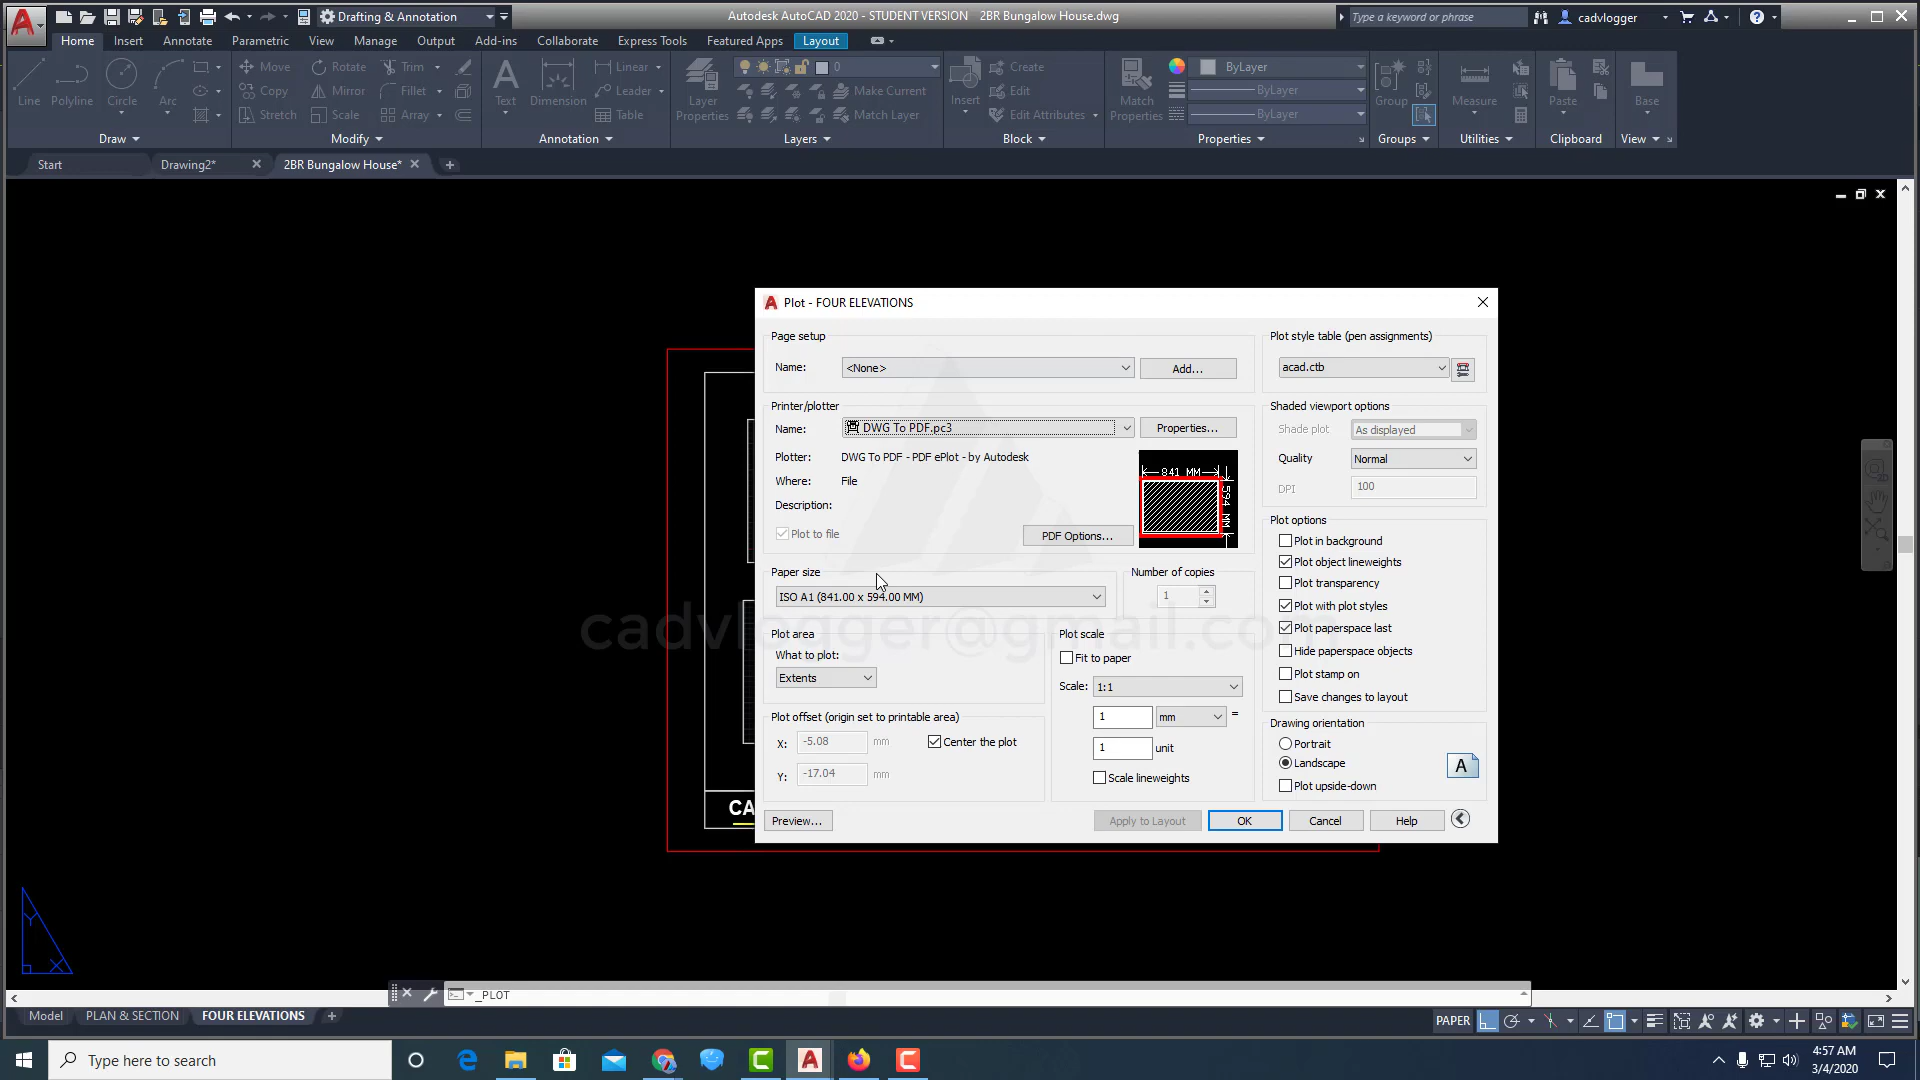 Drafting & Annotation
Autodesk AutoCAD 2020 - STUDENT VERSION 2BR Bungalow House.dwg
Type a keyword or phrase
cadvlogger
Home Insert Annotate Parametric View Manage Output Add-ins Collaborate Express Tools Featured Apps Layout
Line Polyline Circle Arc
Move Rotate Trim
Copy Mirror Fillet
Stretch Scale Array
Text Dimension
Linear
Leader
Table
Layer Properties
0
Make Current
Match Layer
Insert
Create
Edit
Edit Attributes
Match Properties
ByLayer
ByLayer
ByLayer
Group
Measure
Paste
Base
Draw Modify Annotation Layers Block Properties Groups Utilities Clipboard View
Start Drawing2* 2BR Bungalow House*
Plot - FOUR ELEVATIONS
Page setup
Name: <None> Add...
Printer/plotter
Name: DWG To PDF.pc3 Properties...
Plotter: DWG To PDF - PDF ePlot - by Autodesk
Where: File
Description:
Plot to file
PDF Options...
841 MM
594 MM
Paper size
ISO A1 (841.00 x 594.00 MM)
Number of copies
1
Plot area
What to plot:
Extents
Plot scale
Fit to paper
Scale: 1:1
1 mm =
1 unit
Scale lineweights
Plot offset (origin set to printable area)
X: -5.08 mm
Center the plot
Y: -17.04 mm
Plot style table (pen assignments)
acad.ctb
Shaded viewport options
Shade plot As displayed
Quality Normal
DPI 100
Plot options
Plot in background
Plot object lineweights
Plot transparency
Plot with plot styles
Plot paperspace last
Hide paperspace objects
Plot stamp on
Save changes to layout
Drawing orientation
Portrait
Landscape
Plot upside-down
A
Preview... Apply to Layout OK Cancel Help
cadvlogger@gmail.com
CA
Y
X
_PLOT
Model PLAN & SECTION FOUR ELEVATIONS
PAPER
Type here to search
4:57 AM
3/4/2020